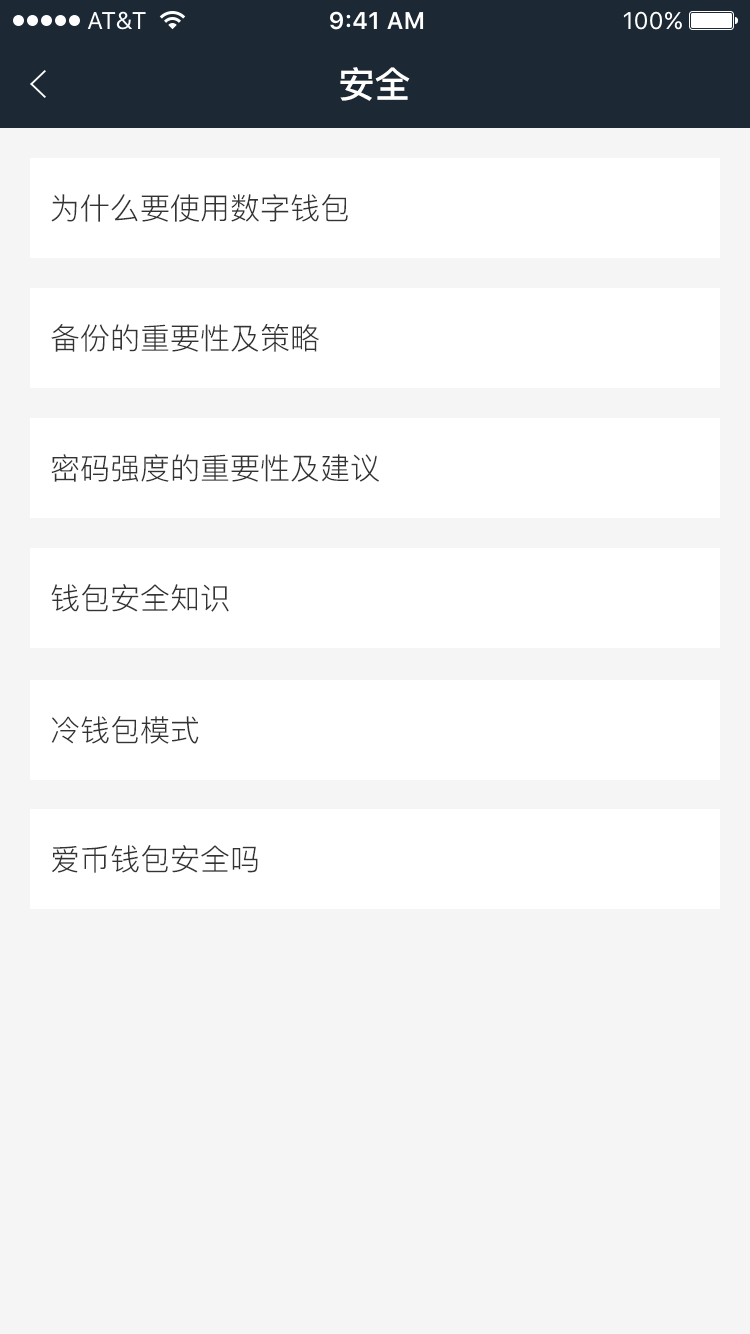 AT&T 9:41 AM 100%
安全
为什么要使用数字钱包
备份的重要性及策略
密码强度的重要性及建议
钱包安全知识
冷钱包模式
爱币钱包安全吗